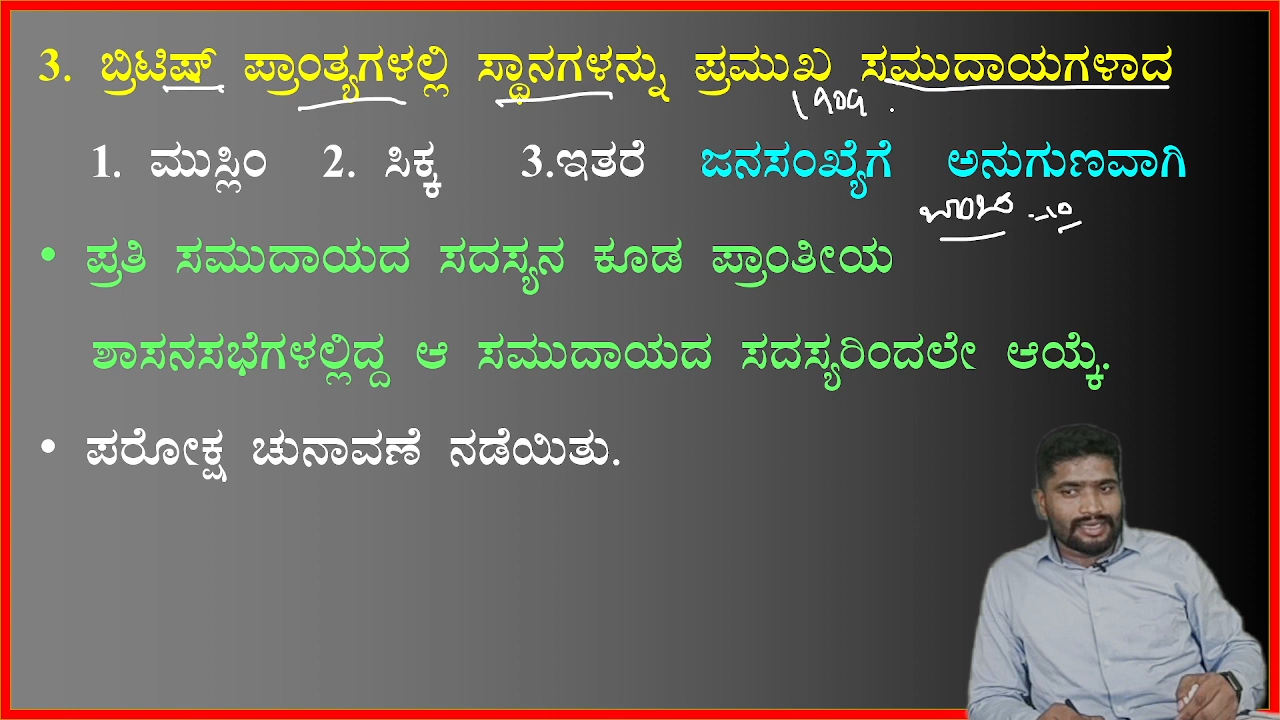 3. ಬ್ರಿಟಿಷ್ ಪ್ರಾಂತ್ಯಗಳಲ್ಲಿ ಸ್ಥಾನಗಳನ್ನು ಪ್ರಮುಖ ಸಮುದಾಯಗಳಾದ
1909
1. ಮುಸ್ಲಿಂ 2. ಸಿಕ್ಕ 3.ಇತರೆ ಜನಸಂಖ್ಯೆಗೆ ಅನುಗುಣವಾಗಿ
• ಪ್ರತಿ ಸಮುದಾಯದ ಸದಸ್ಯನ ಕೂಡ ಪ್ರಾಂತೀಯ
ಶಾಸನಸಭೆಗಳಲ್ಲಿದ್ದ ಆ ಸಮುದಾಯದ ಸದಸ್ಯರಿಂದಲೇ ಆಯ್ಕೆ.
• ಪರೋಕ್ಷ ಚುನಾವಣೆ ನಡೆಯಿತು.